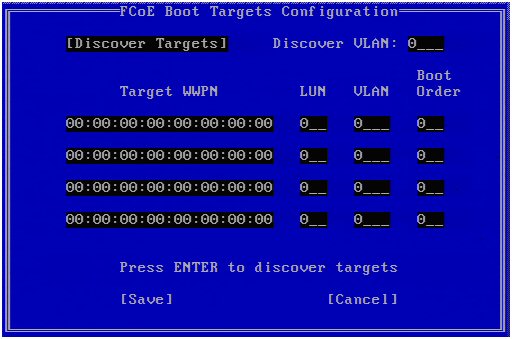 FCoE Boot Targets Configuration
[Discover Targets] Discover VLAN: 0___
Boot
Target WWPN LUN VLAN Order
00:00:00:00:00:00:00:00 0__ 0___ 0__
00:00:00:00:00:00:00:00 0__ 0___ 0__
00:00:00:00:00:00:00:00 0__ 0___ 0__
00:00:00:00:00:00:00:00 0__ 0___ 0__
Press ENTER to discover targets
[Save] [Cancel]